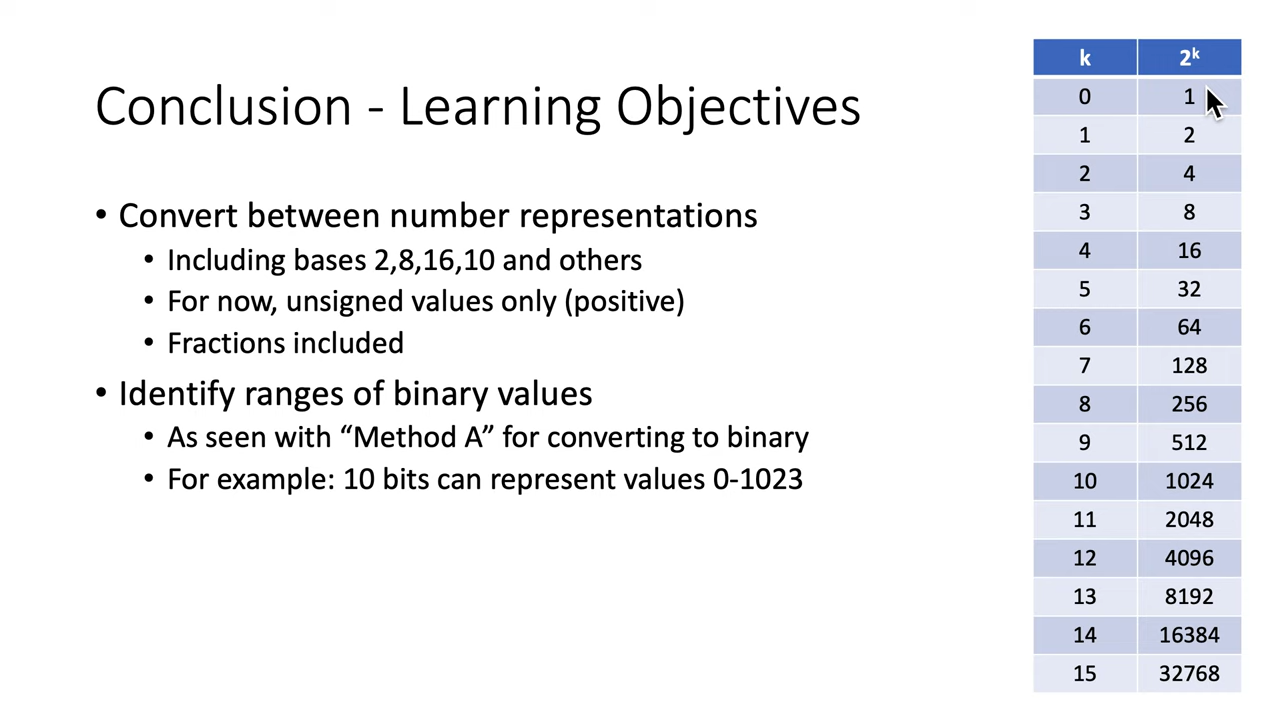 Conclusion - Learning Objectives
• Convert between number representations
• Including bases 2,8,16,10 and others
• For now, unsigned values only (positive)
• Fractions included
• Identify ranges of binary values
• As seen with “Method A” for converting to binary
• For example: 10 bits can represent values 0-1023
k 2ᵏ
0 1
1 2
2 4
3 8
4 16
5 32
6 64
7 128
8 256
9 512
10 1024
11 2048
12 4096
13 8192
14 16384
15 32768